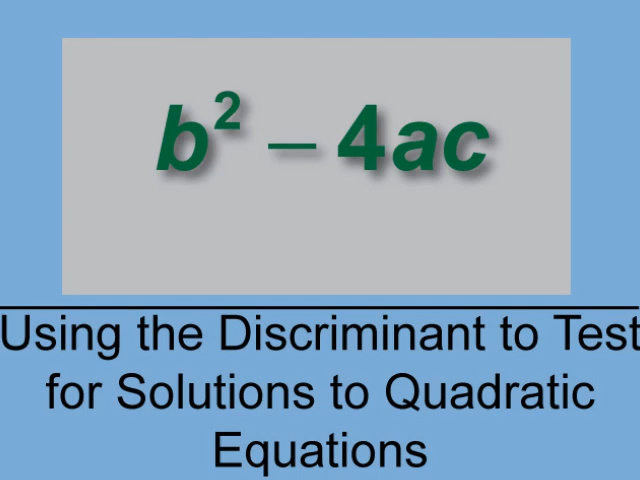 b² – 4ac
Using the Discriminant to Test
for Solutions to Quadratic
Equations